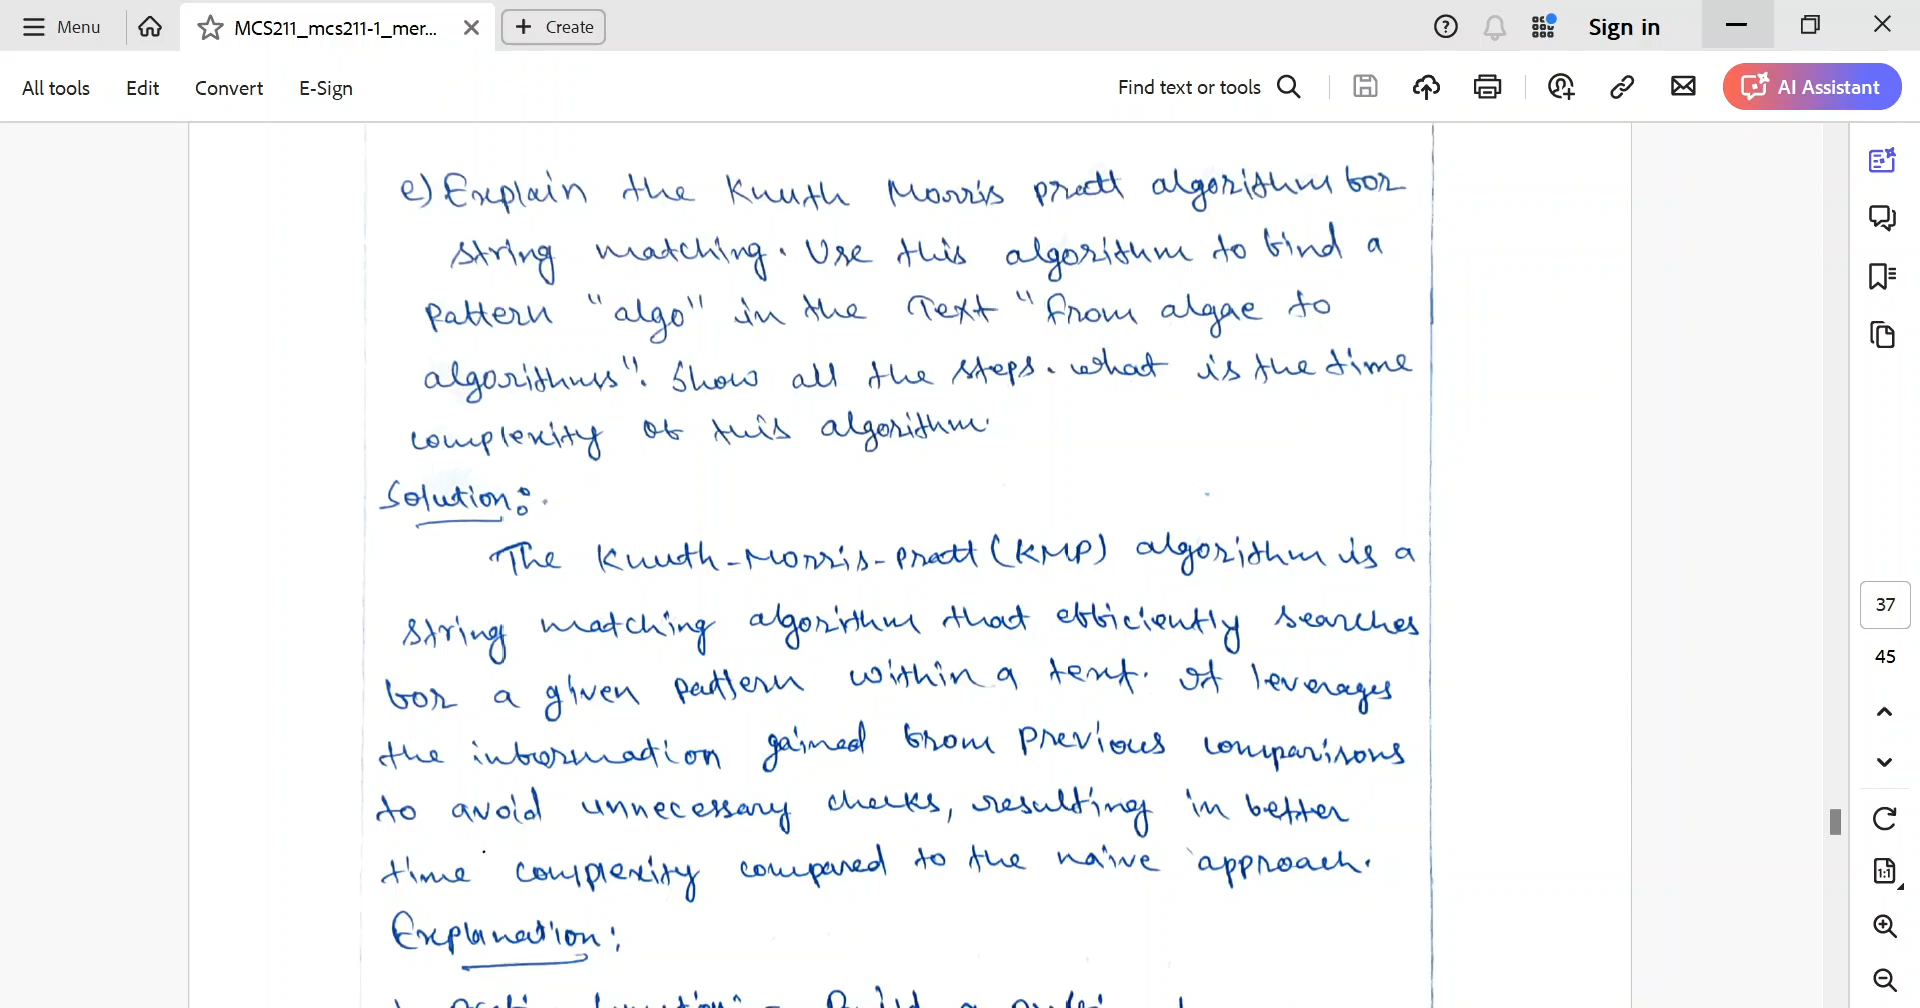 Menu
MCS211_mcs211-1_mer...
Create
Sign in
All tools Edit Convert E-Sign
Find text or tools
AI Assistant
e) Explain the Knuth Morris pratt algorithm for
string matching. Use this algorithm to find a
pattern "algo" in the Text "From algae to
algorithms". Show all the steps. what is the time
complexity of this algorithm.
Solution:.
The Knuth-Morris-Pratt (KMP) algorithm is a
string matching algorithm that efficiently searches
for a given pattern within a text. It leverages
the information gained from previous comparisons
to avoid unnecessary checks, resulting in better
time complexity compared to the naive approach.
Explanation:
37
45
1:1